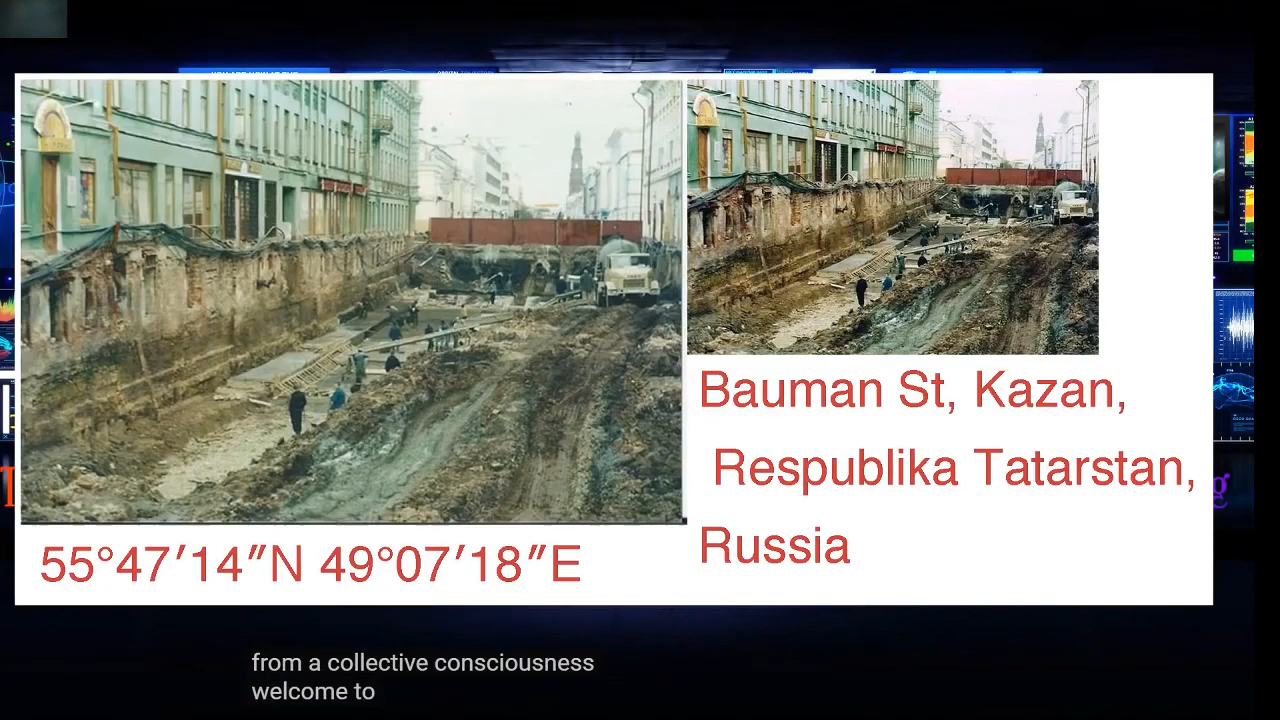 Bauman St, Kazan,
Respublika Tatarstan,
Russia
55°47′14″N 49°07′18″E
from a collective consciousness
welcome to